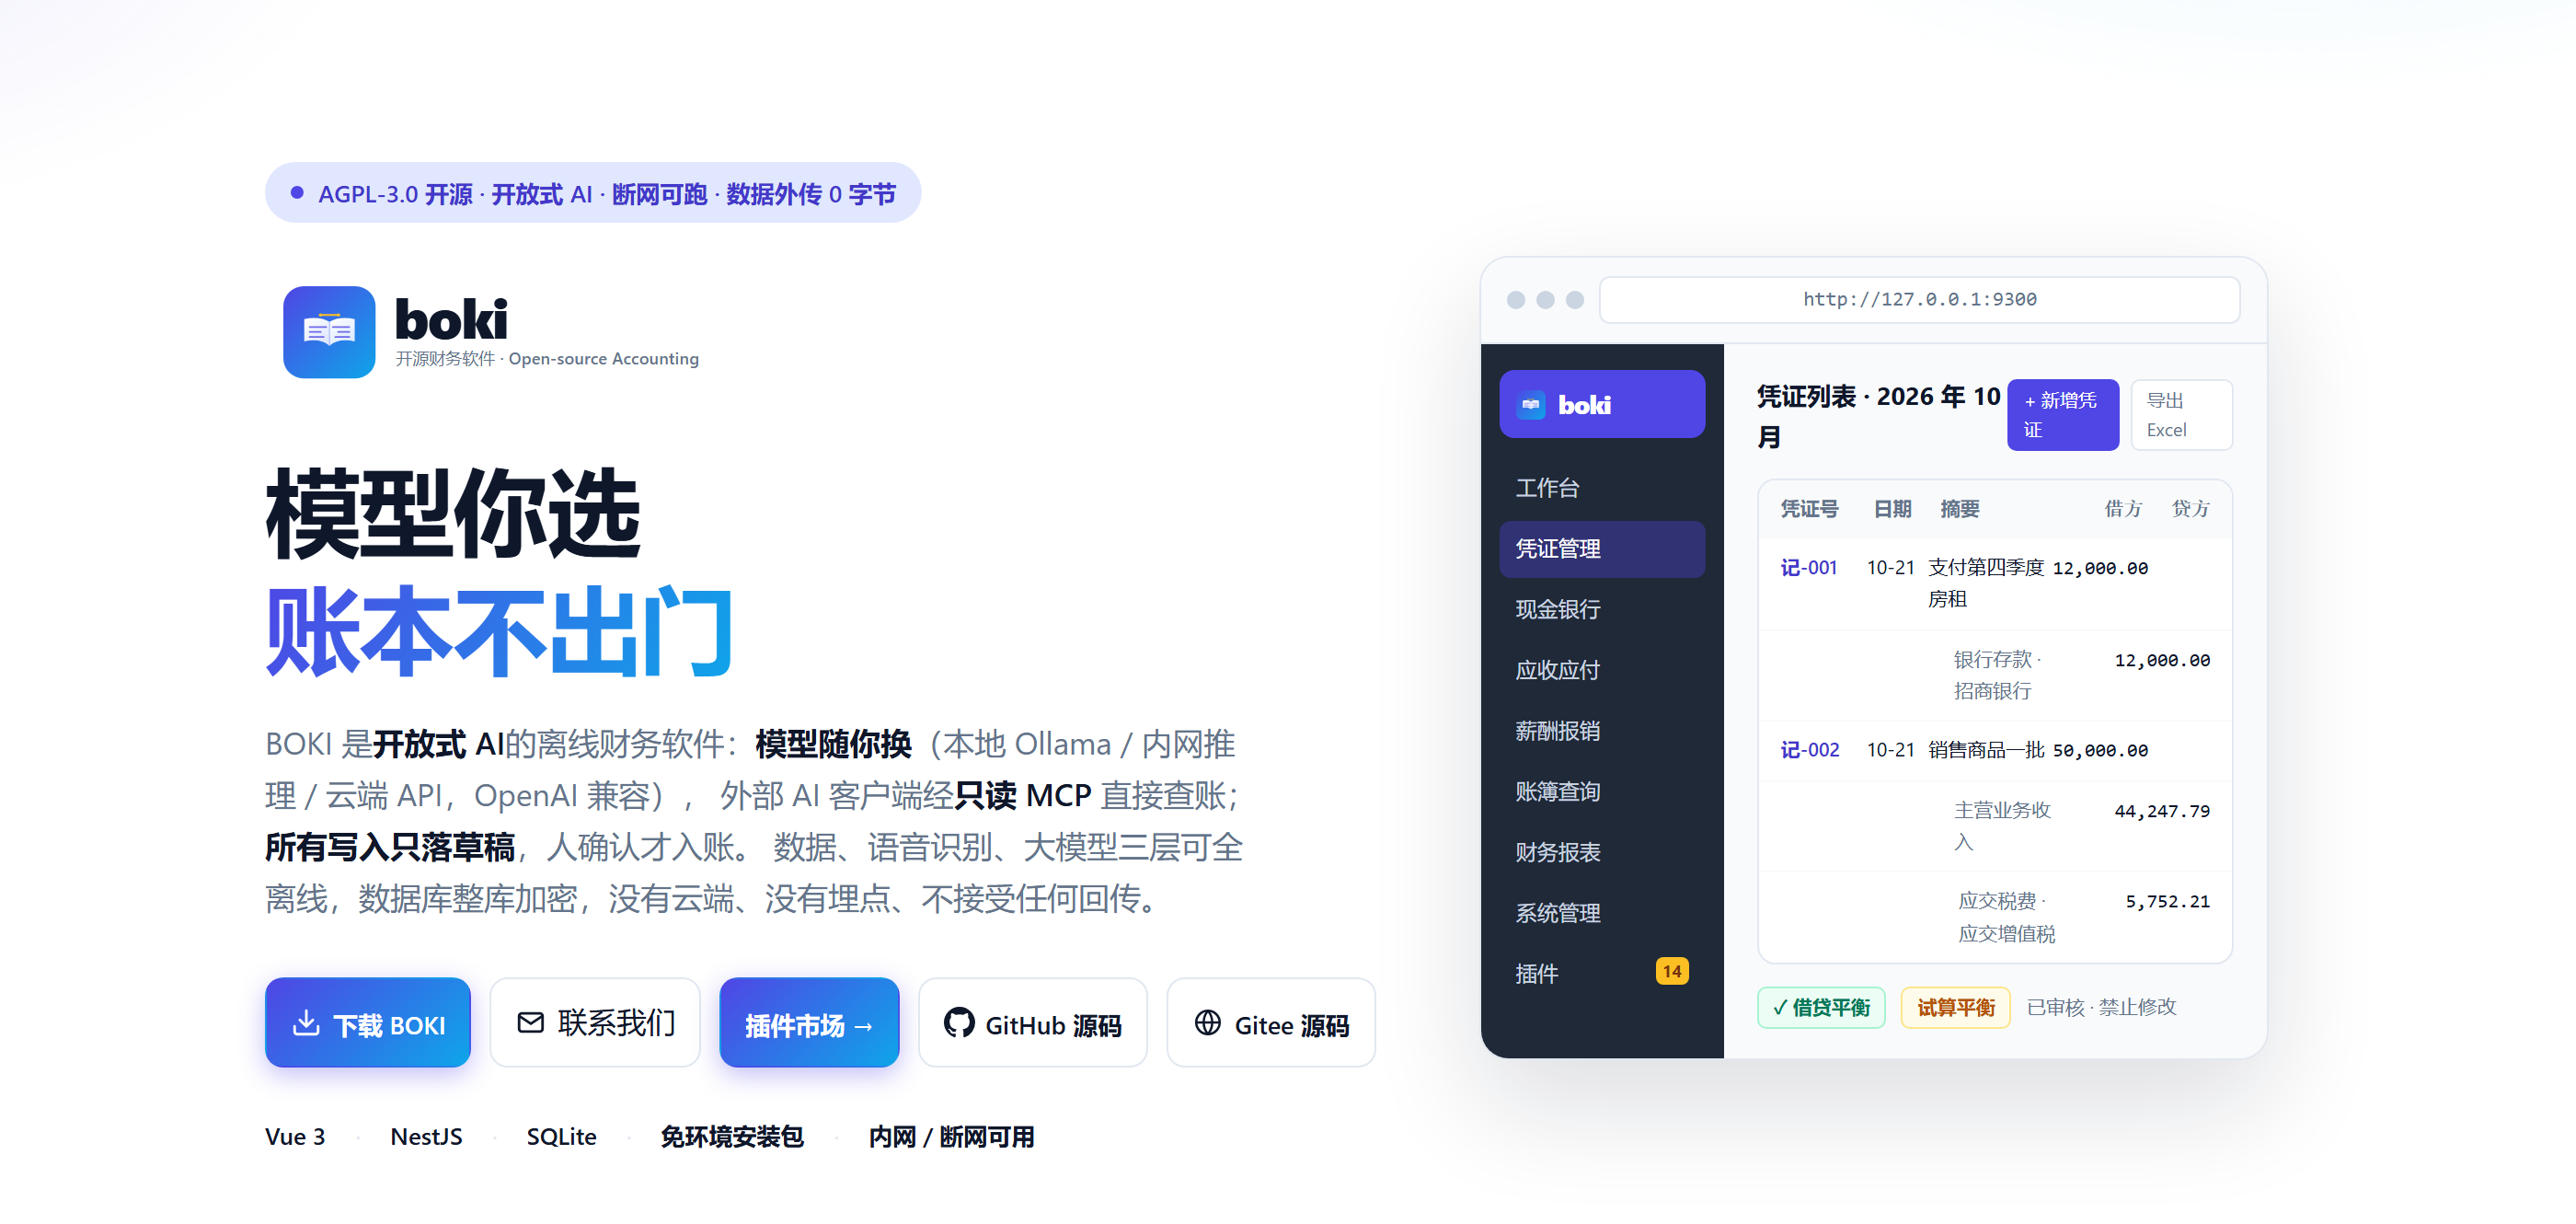 AGPL-3.0 开源 · 开放式 AI · 断网可跑 · 数据外传 0 字节
boki
开源财务软件 · Open-source Accounting
模型你选
账本不出门
BOKI 是开放式 AI的离线财务软件：模型随你换（本地 Ollama / 内网推
理 / 云端 API，OpenAI 兼容）， 外部 AI 客户端经只读 MCP 直接查账；
所有写入只落草稿，人确认才入账。 数据、语音识别、大模型三层可全
离线，数据库整库加密，没有云端、没有埋点、不接受任何回传。
下载 BOKI
联系我们
插件市场 →
GitHub 源码
Gitee 源码
Vue 3 · NestJS · SQLite · 免环境安装包 · 内网 / 断网可用
http://127.0.0.1:9300
boki
工作台
凭证管理
现金银行
应收应付
薪酬报销
账簿查询
财务报表
系统管理
插件 14
凭证列表 · 2026 年 10
月
+ 新增凭
证
导出
Excel
凭证号 日期 摘要 借方 贷方
记-001 10-21 支付第四季度 12,000.00
房租
银行存款 · 12,000.00
招商银行
记-002 10-21 销售商品一批 50,000.00
主营业务收 44,247.79
入
应交税费 · 5,752.21
应交增值税
✓ 借贷平衡
试算平衡
已审核 · 禁止修改